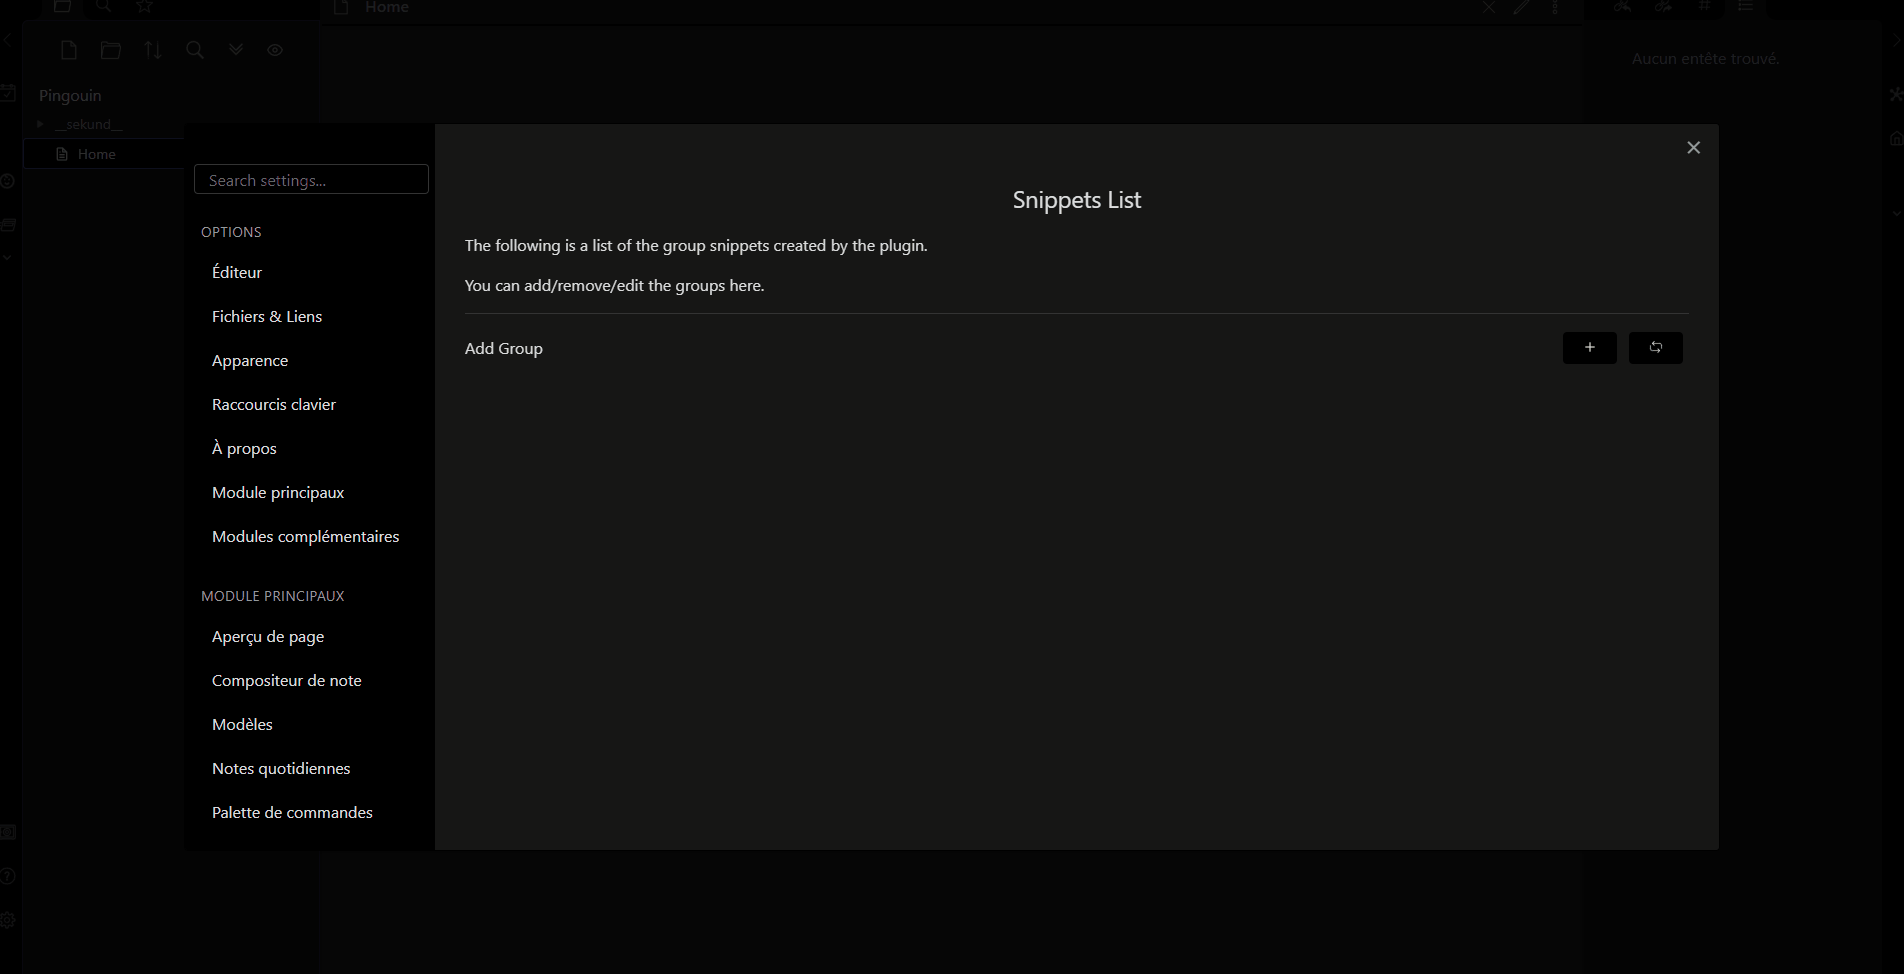 Home
Aucun entête trouvé.
Pingouin
__sekund__
Home
Search settings...
OPTIONS
Éditeur
Fichiers & Liens
Apparence
Raccourcis clavier
À propos
Module principaux
Modules complémentaires
MODULE PRINCIPAUX
Aperçu de page
Compositeur de note
Modèles
Notes quotidiennes
Palette de commandes
Snippets List
The following is a list of the group snippets created by the plugin.
You can add/remove/edit the groups here.
Add Group